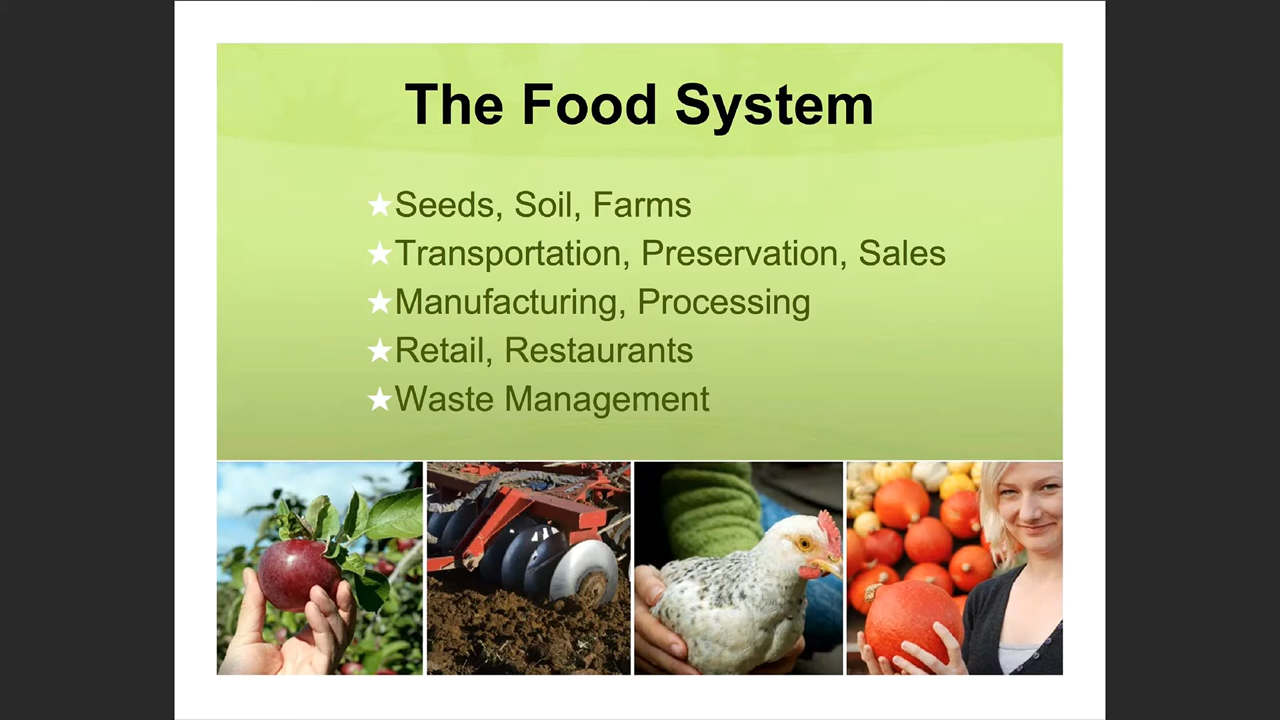 The Food System
★Seeds, Soil, Farms
★Transportation, Preservation, Sales
★Manufacturing, Processing
★Retail, Restaurants
★Waste Management